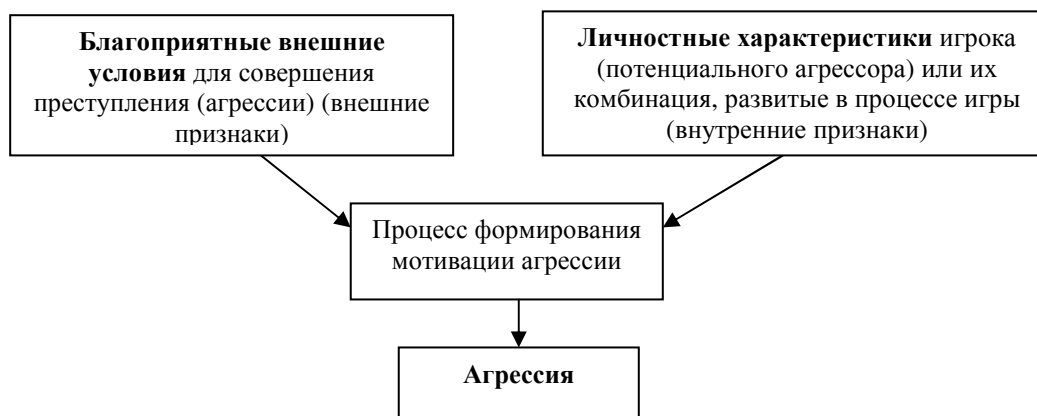 Благоприятные внешние
условия для совершения
преступления (агрессии) (внешние
признаки)
Личностные характеристики игрока
(потенциального агрессора) или их
комбинация, развитые в процессе игры
(внутренние признаки)
Процесс формирования
мотивации агрессии
Агрессия